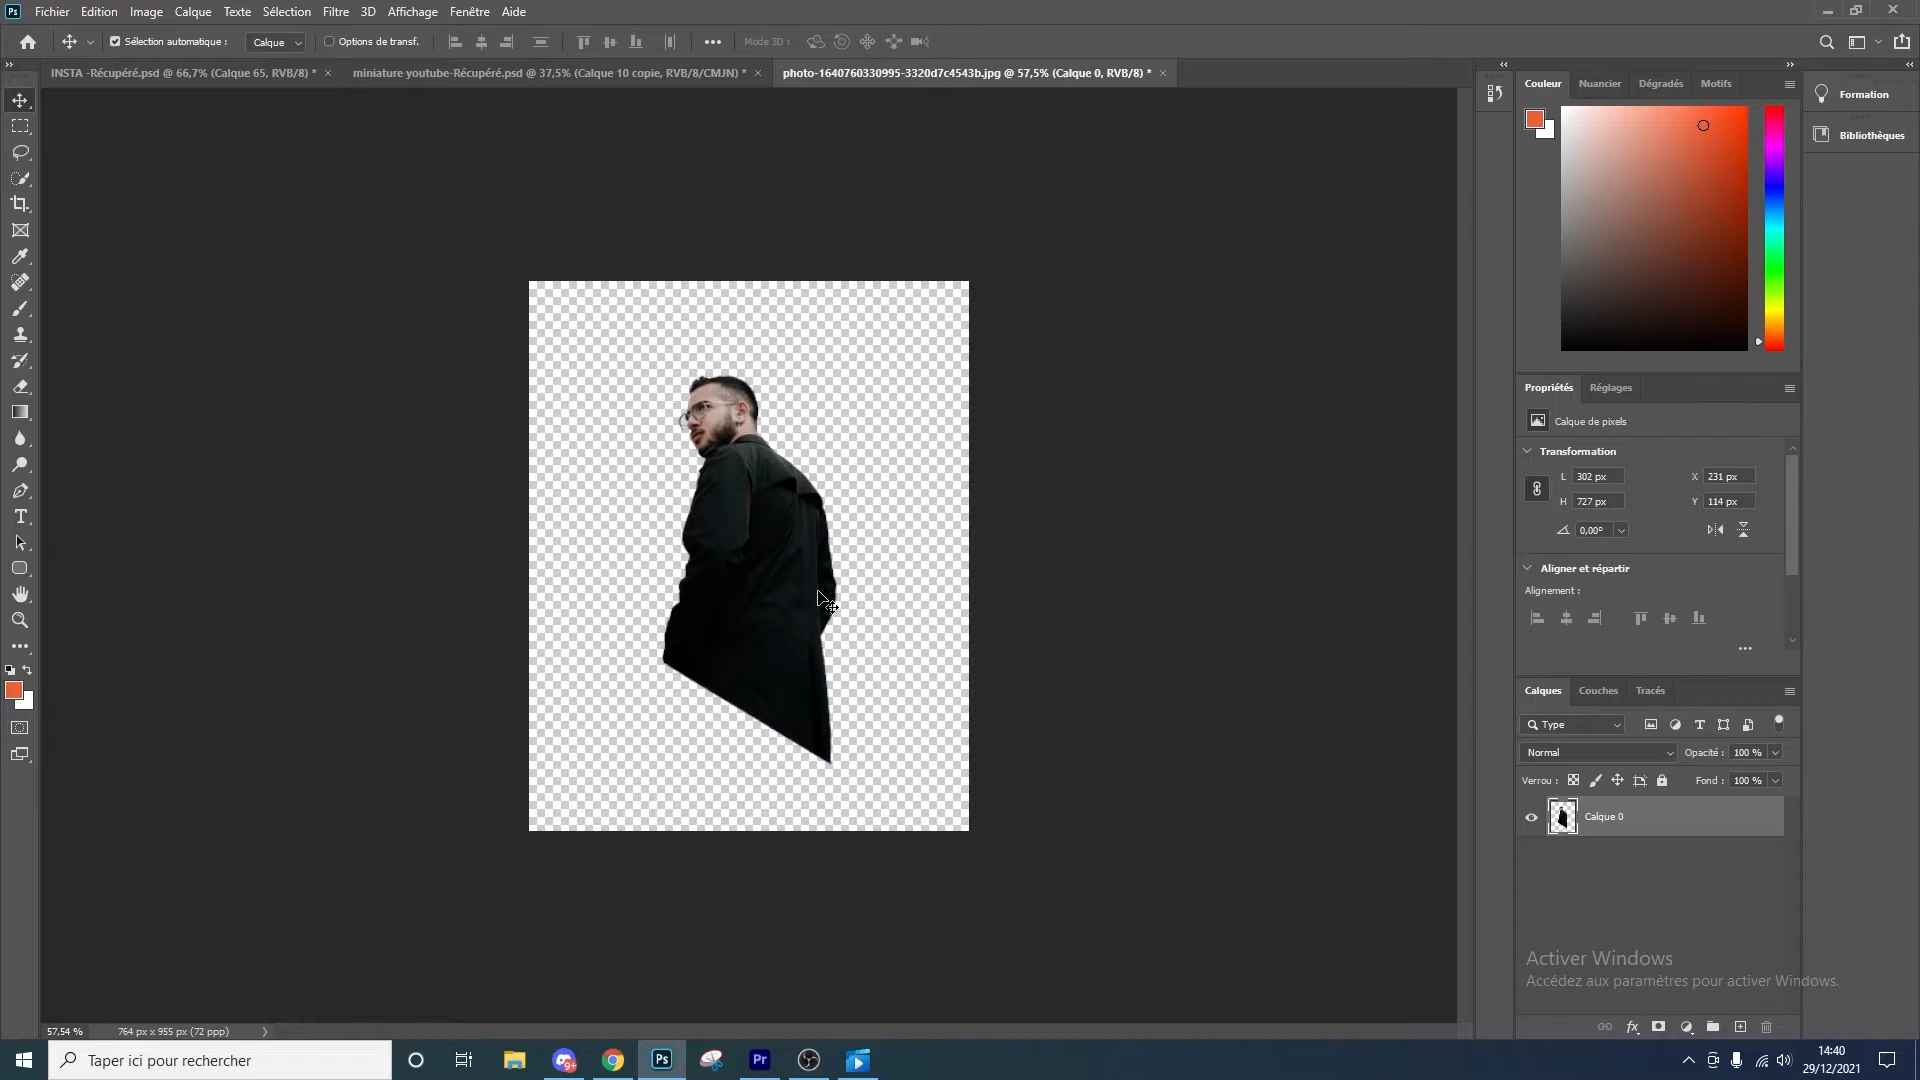 Ps Fichier Edition Image Calque Texte Sélection Filtre 3D Affichage Fenêtre Aide
Sélection automatique : Calque Options de transf. Mode 3D :
INSTA -Récupéré.psd @ 66,7% (Calque 65, RVB/8) * miniature youtube-Récupéré.psd @ 37,5% (Calque 10 copie, RVB/8/CMJN) * photo-1640760330995-3320d7c4543b.jpg @ 57,5% (Calque 0, RVB/8) *
Couleur Nuancier Dégradés Motifs
Formation
Bibliothèques
Propriétés Réglages
Calque de pixels
Transformation
L 302 px X 231 px
H 727 px Y 114 px
0,00°
Aligner et répartir
Alignement :
Calques Couches Tracés
Type
Normal Opacité : 100 %
Verrou : Fond : 100 %
Calque 0
Activer Windows
Accédez aux paramètres pour activer Windows.
fx
57,54 % 764 px x 955 px (72 ppp)
Taper ici pour rechercher
9+
Ps
Pr
14:40
29/12/2021